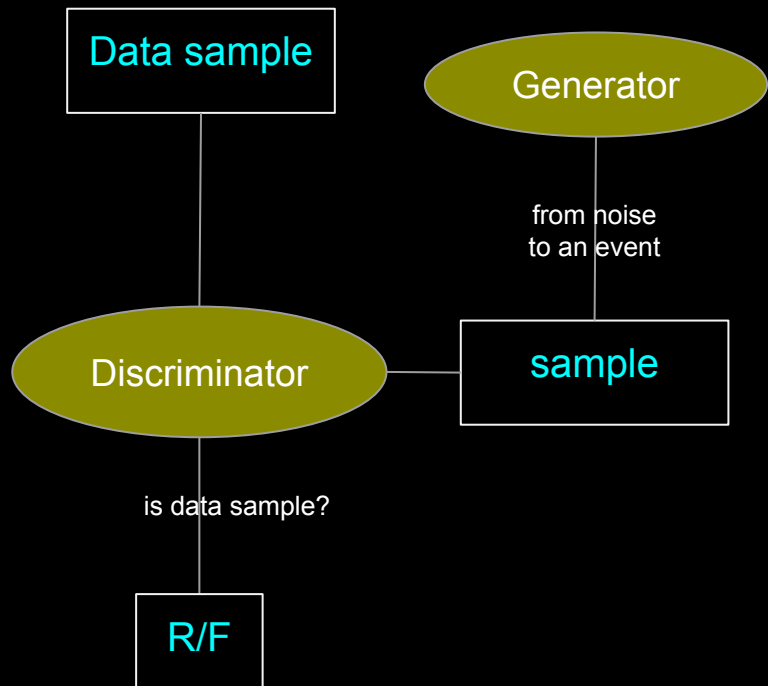 Data sample
Generator
from noise
to an event
Discriminator
sample
is data sample?
R/F